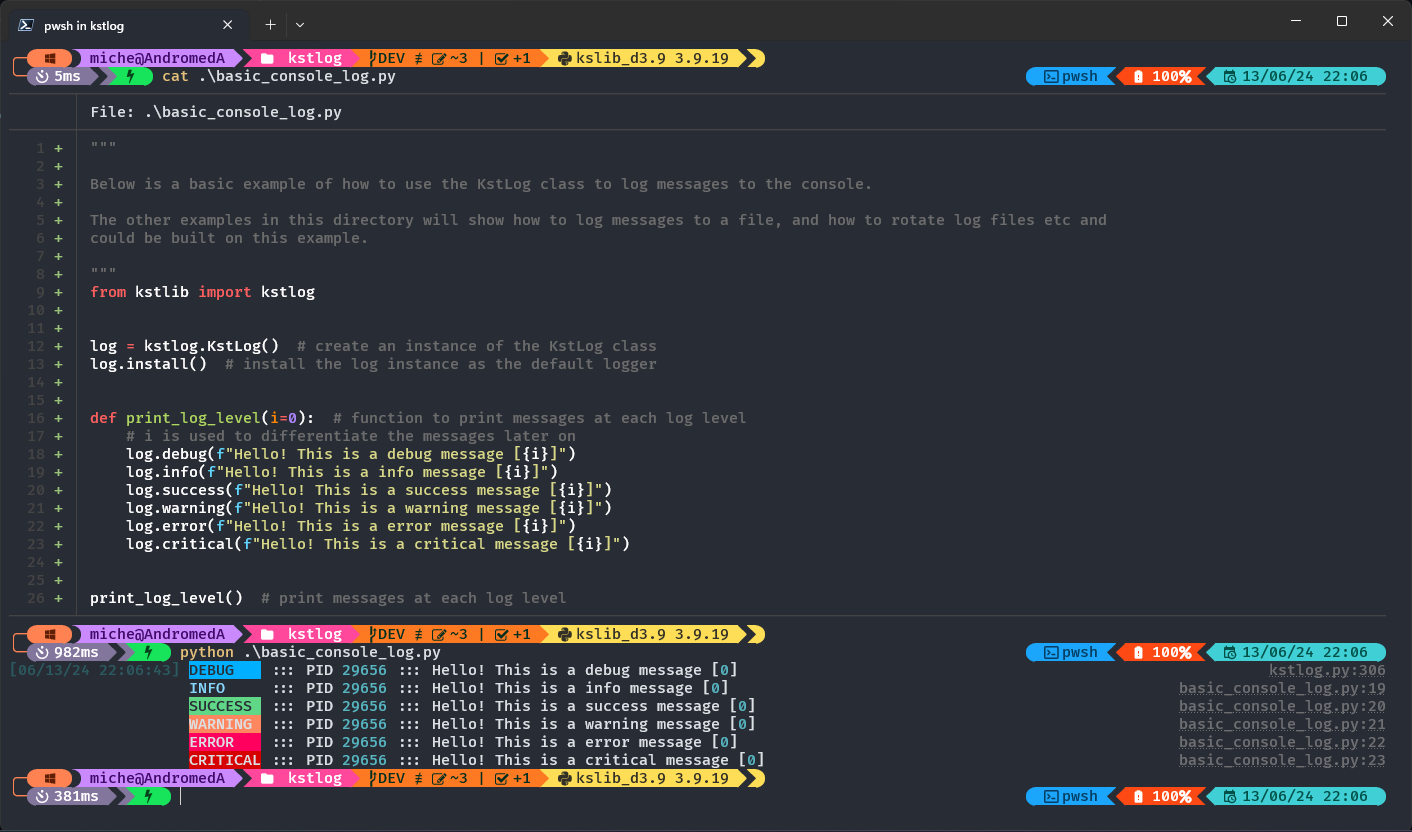 pwsh in kstlog
miche@AndromedA kstlog DEV ≢ ~3 | +1 kslib_d3.9 3.9.19
5ms cat .\basic_console_log.py pwsh 100% 13/06/24 22:06
File: .\basic_console_log.py
1 + """
2 +
3 + Below is a basic example of how to use the KstLog class to log messages to the console.
4 +
5 + The other examples in this directory will show how to log messages to a file, and how to rotate log files etc and
6 + could be built on this example.
7 +
8 + """
9 + from kstlib import kstlog
10 +
11 +
12 + log = kstlog.KstLog()  # create an instance of the KstLog class
13 + log.install()  # install the log instance as the default logger
14 +
15 +
16 + def print_log_level(i=0):  # function to print messages at each log level
17 +     # i is used to differentiate the messages later on
18 +     log.debug(f"Hello! This is a debug message [{i}]")
19 +     log.info(f"Hello! This is a info message [{i}]")
20 +     log.success(f"Hello! This is a success message [{i}]")
21 +     log.warning(f"Hello! This is a warning message [{i}]")
22 +     log.error(f"Hello! This is a error message [{i}]")
23 +     log.critical(f"Hello! This is a critical message [{i}]")
24 +
25 +
26 + print_log_level()  # print messages at each log level
miche@AndromedA kstlog DEV ≢ ~3 | +1 kslib_d3.9 3.9.19
982ms python .\basic_console_log.py pwsh 100% 13/06/24 22:06
[06/13/24 22:06:43] DEBUG ::: PID 29656 ::: Hello! This is a debug message [0] kstlog.py:306
INFO ::: PID 29656 ::: Hello! This is a info message [0] basic_console_log.py:19
SUCCESS ::: PID 29656 ::: Hello! This is a success message [0] basic_console_log.py:20
WARNING ::: PID 29656 ::: Hello! This is a warning message [0] basic_console_log.py:21
ERROR ::: PID 29656 ::: Hello! This is a error message [0] basic_console_log.py:22
CRITICAL ::: PID 29656 ::: Hello! This is a critical message [0] basic_console_log.py:23
miche@AndromedA kstlog DEV ≢ ~3 | +1 kslib_d3.9 3.9.19
381ms pwsh 100% 13/06/24 22:06